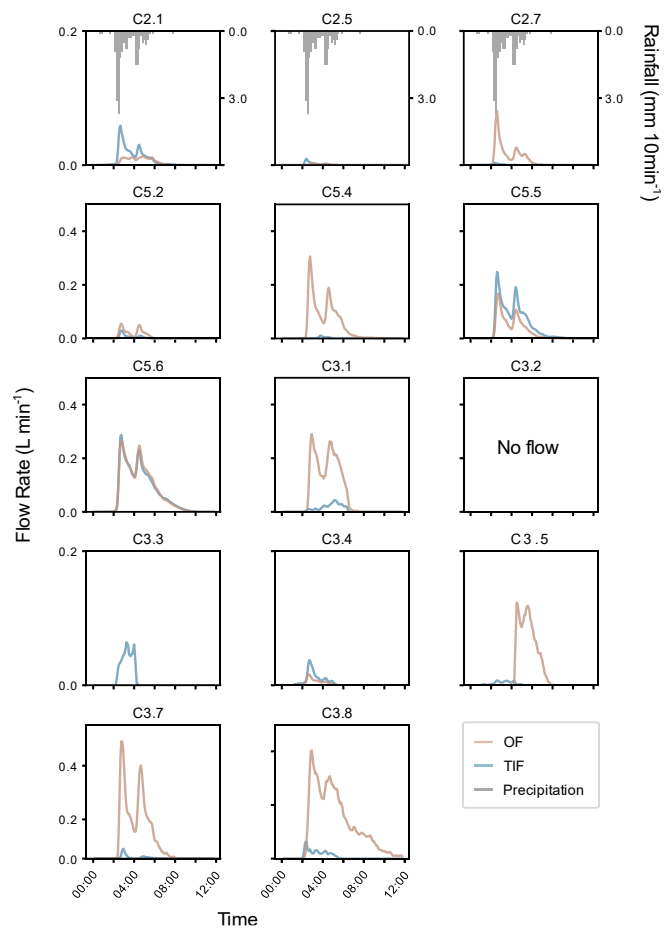 C2.1 C2.5 C2.7
0.2 0.0 0.0 0.0
3.0 3.0 3.0
0.0
Rainfall (mm 10min⁻¹)
C5.2 C5.4 C5.5
0.4
0.2
0.0
C5.6 C3.1 C3.2
0.4
0.2
0.0
No flow
Flow Rate (L min⁻¹)
C3.3 C3.4 C3.5
0.2
0.0
C3.7 C3.8
0.4
0.2
0.0
OF
TIF
Precipitation
00:00 04:00 08:00 12:00 00:00 04:00 08:00 12:00
Time